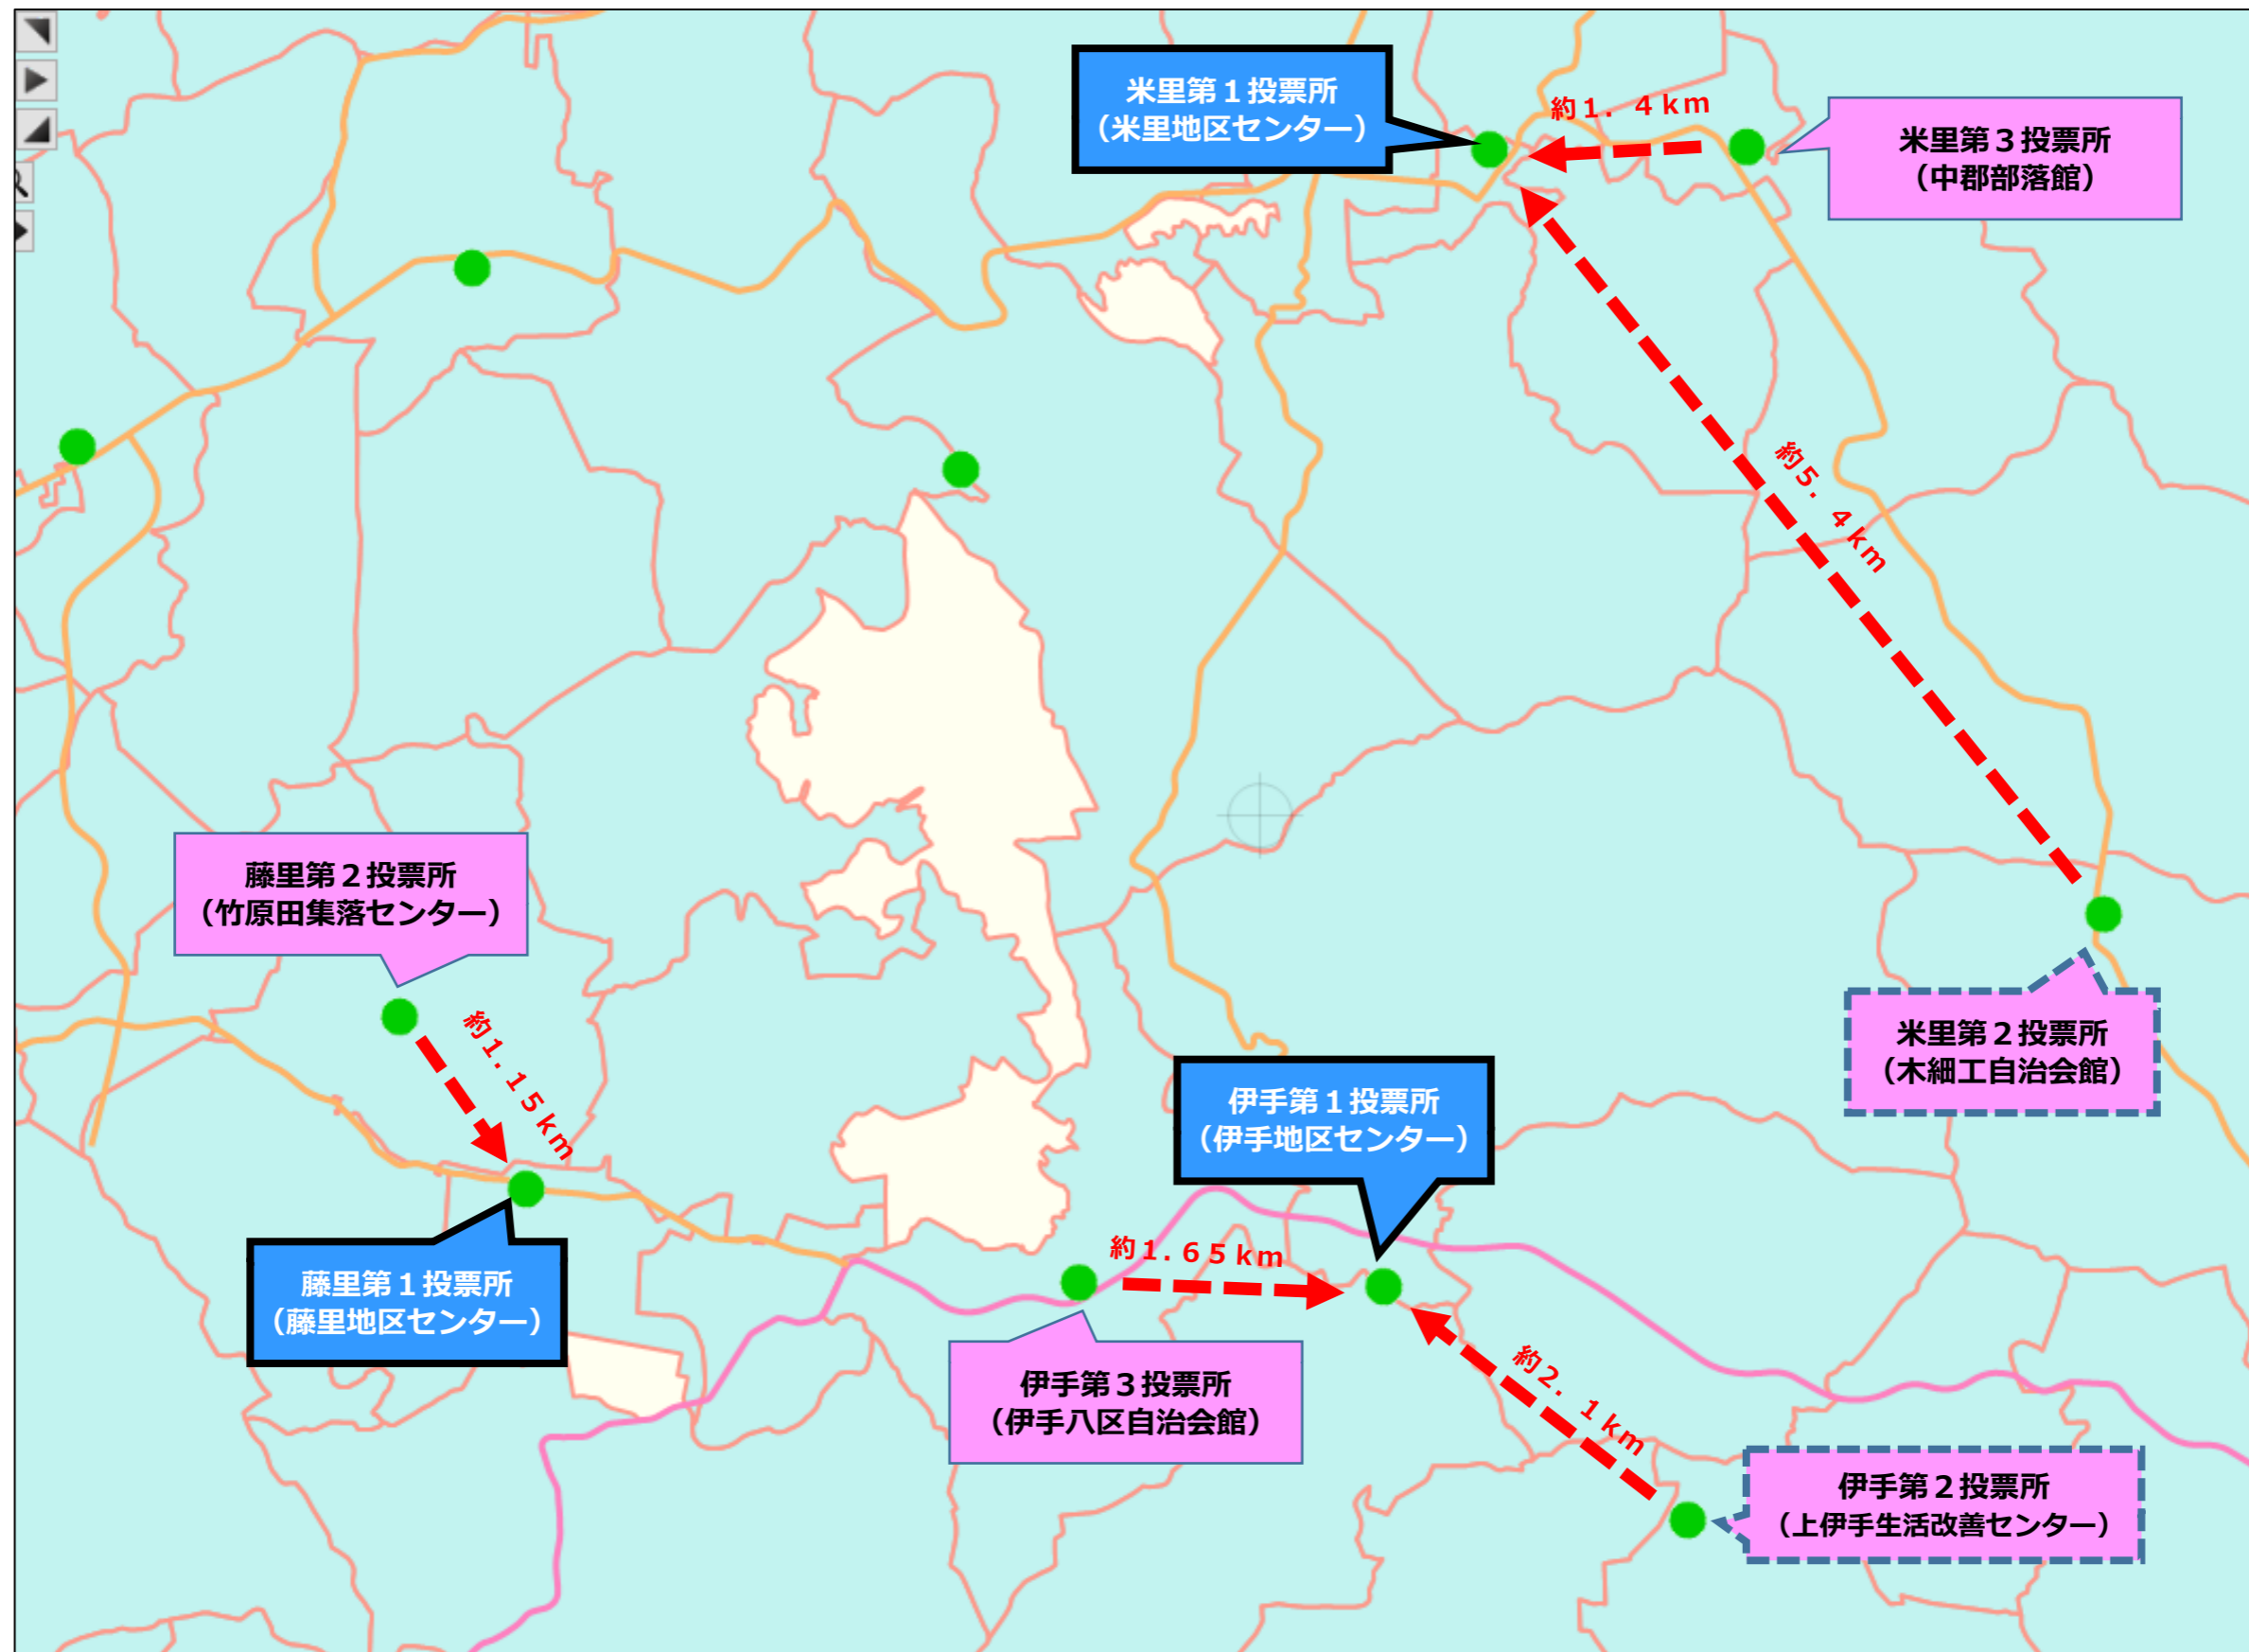 米里第１投票所
（米里地区センター）
約１．４ｋｍ
米里第３投票所
（中郡部落館）
約５．４ｋｍ
藤里第２投票所
（竹原田集落センター）
約１．１５ｋｍ
米里第２投票所
（木細工自治会館）
伊手第１投票所
（伊手地区センター）
藤里第１投票所
（藤里地区センター）
約１．６５ｋｍ
伊手第３投票所
（伊手八区自治会館）
約２．１ｋｍ
伊手第２投票所
（上伊手生活改善センター）